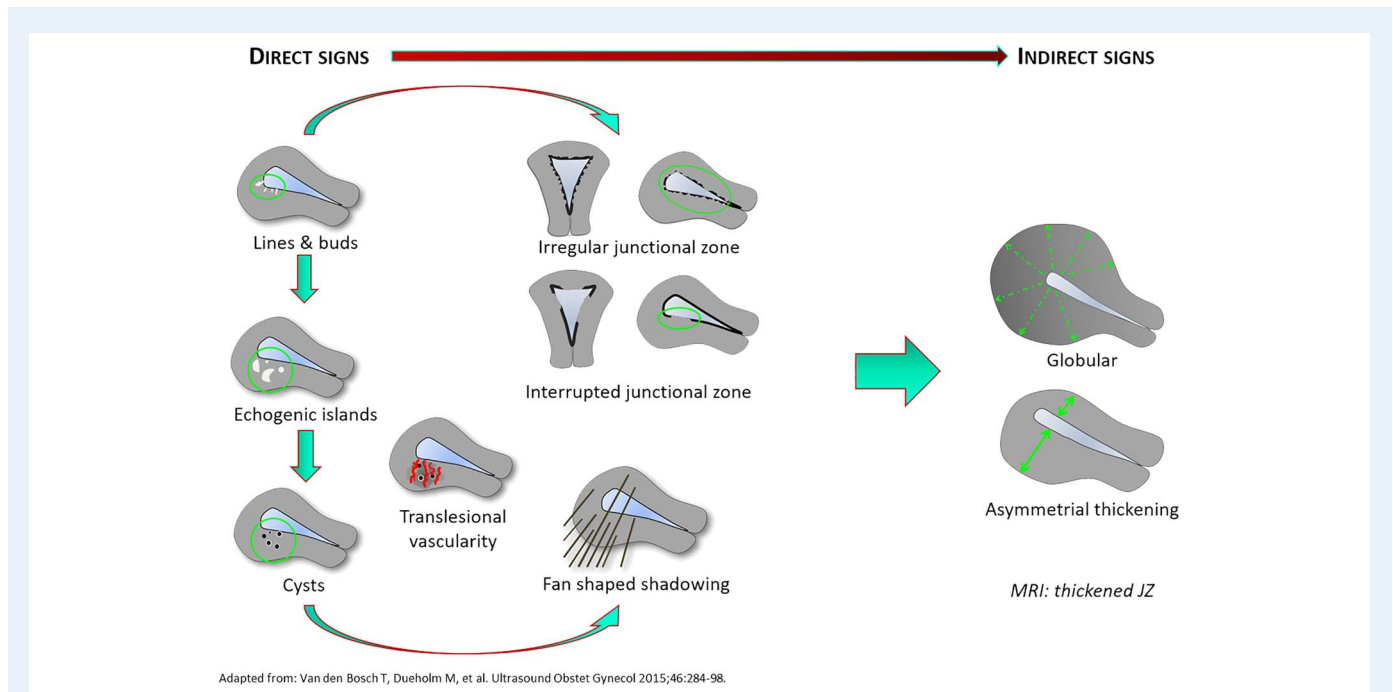 DIRECT SIGNS
INDIRECT SIGNS
Lines & buds
Irregular junctional zone
Echogenic islands
Interrupted junctional zone
Globular
Translesional
vascularity
Asymmetrial thickening
Cysts
Fan shaped shadowing
MRI: thickened JZ
Adapted from: Van den Bosch T, Dueholm M, et al. Ultrasound Obstet Gynecol 2015;46:284-98.